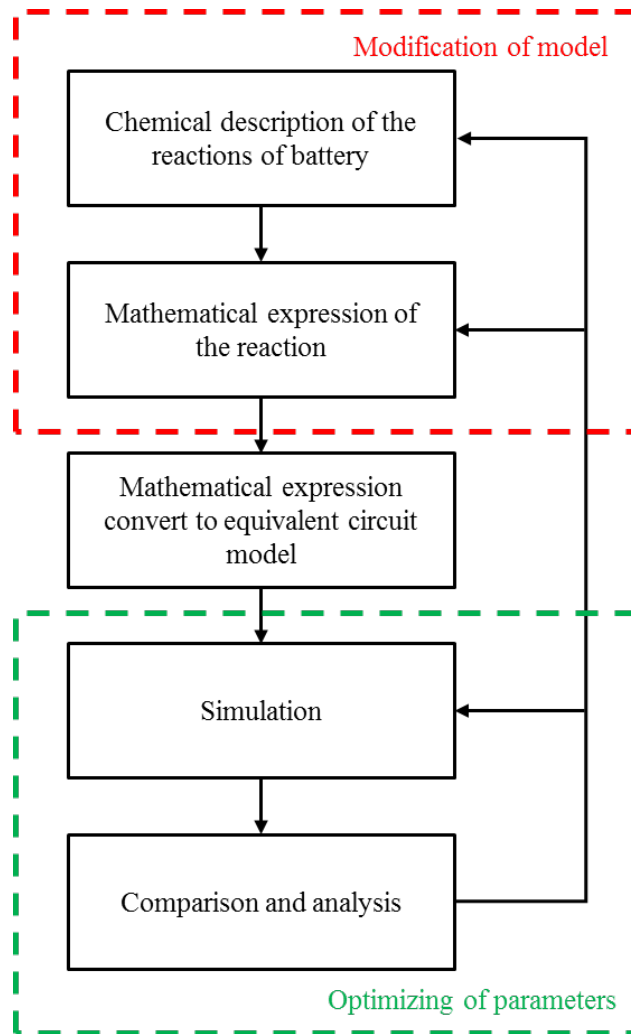 Modification of model
Chemical description of the
reactions of battery
Mathematical expression of
the reaction
Mathematical expression
convert to equivalent circuit
model
Simulation
Comparison and analysis
Optimizing of parameters